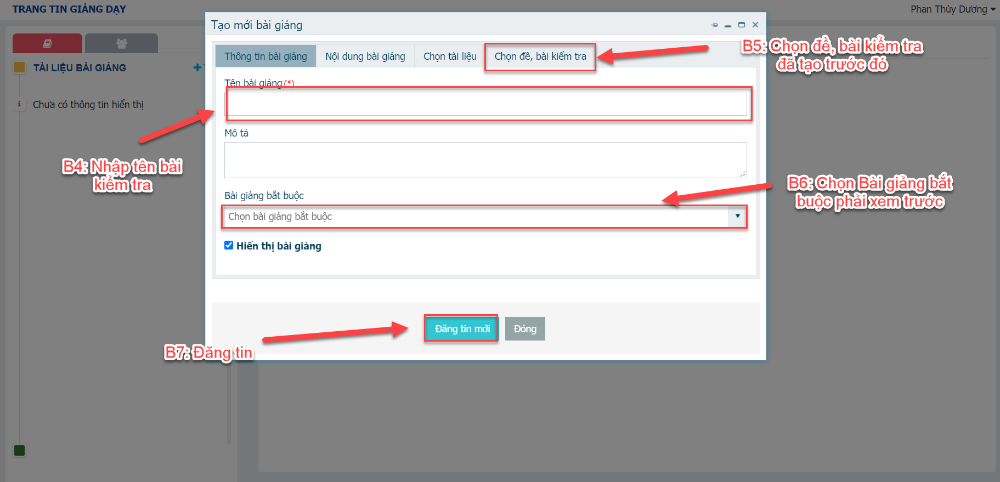 TRANG TIN GIẢNG DẠY
Phan Thùy Dương
Tạo mới bài giảng
Thông tin bài giảng
Nội dung bài giảng
Chọn tài liệu
Chọn đề, bài kiểm tra
B5: Chọn đề, bài kiểm tra
đã tạo trước đó
TÀI LIỆU BÀI GIẢNG
Tên bài giảng(*)
Chưa có thông tin hiển thị
Mô tả
B4: Nhập tên bài
kiểm tra
Bài giảng bắt buộc
Chọn bài giảng bắt buộc
B6: Chọn Bài giảng bắt
buộc phải xem trước
Hiển thị bài giảng
Đăng tin mới
Đóng
B7: Đăng tin